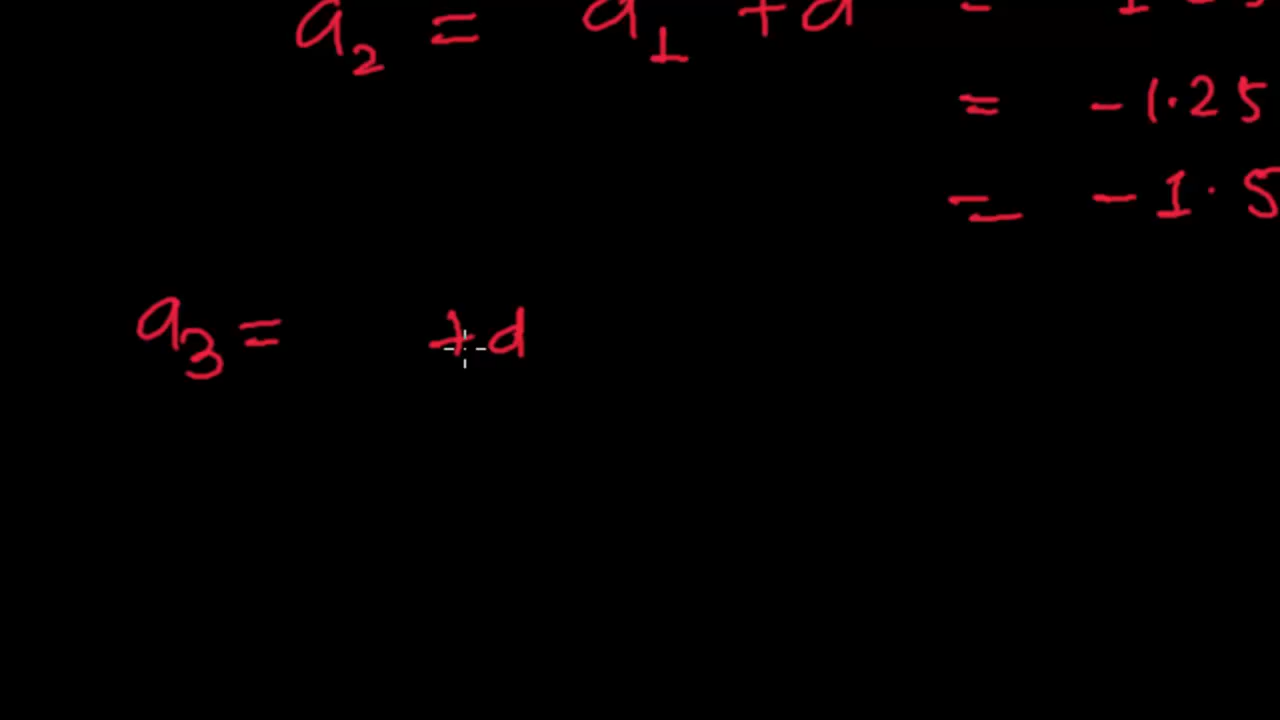 a₂ = a₁ + d =
= -1.25
= -1.5
a₃ = + d